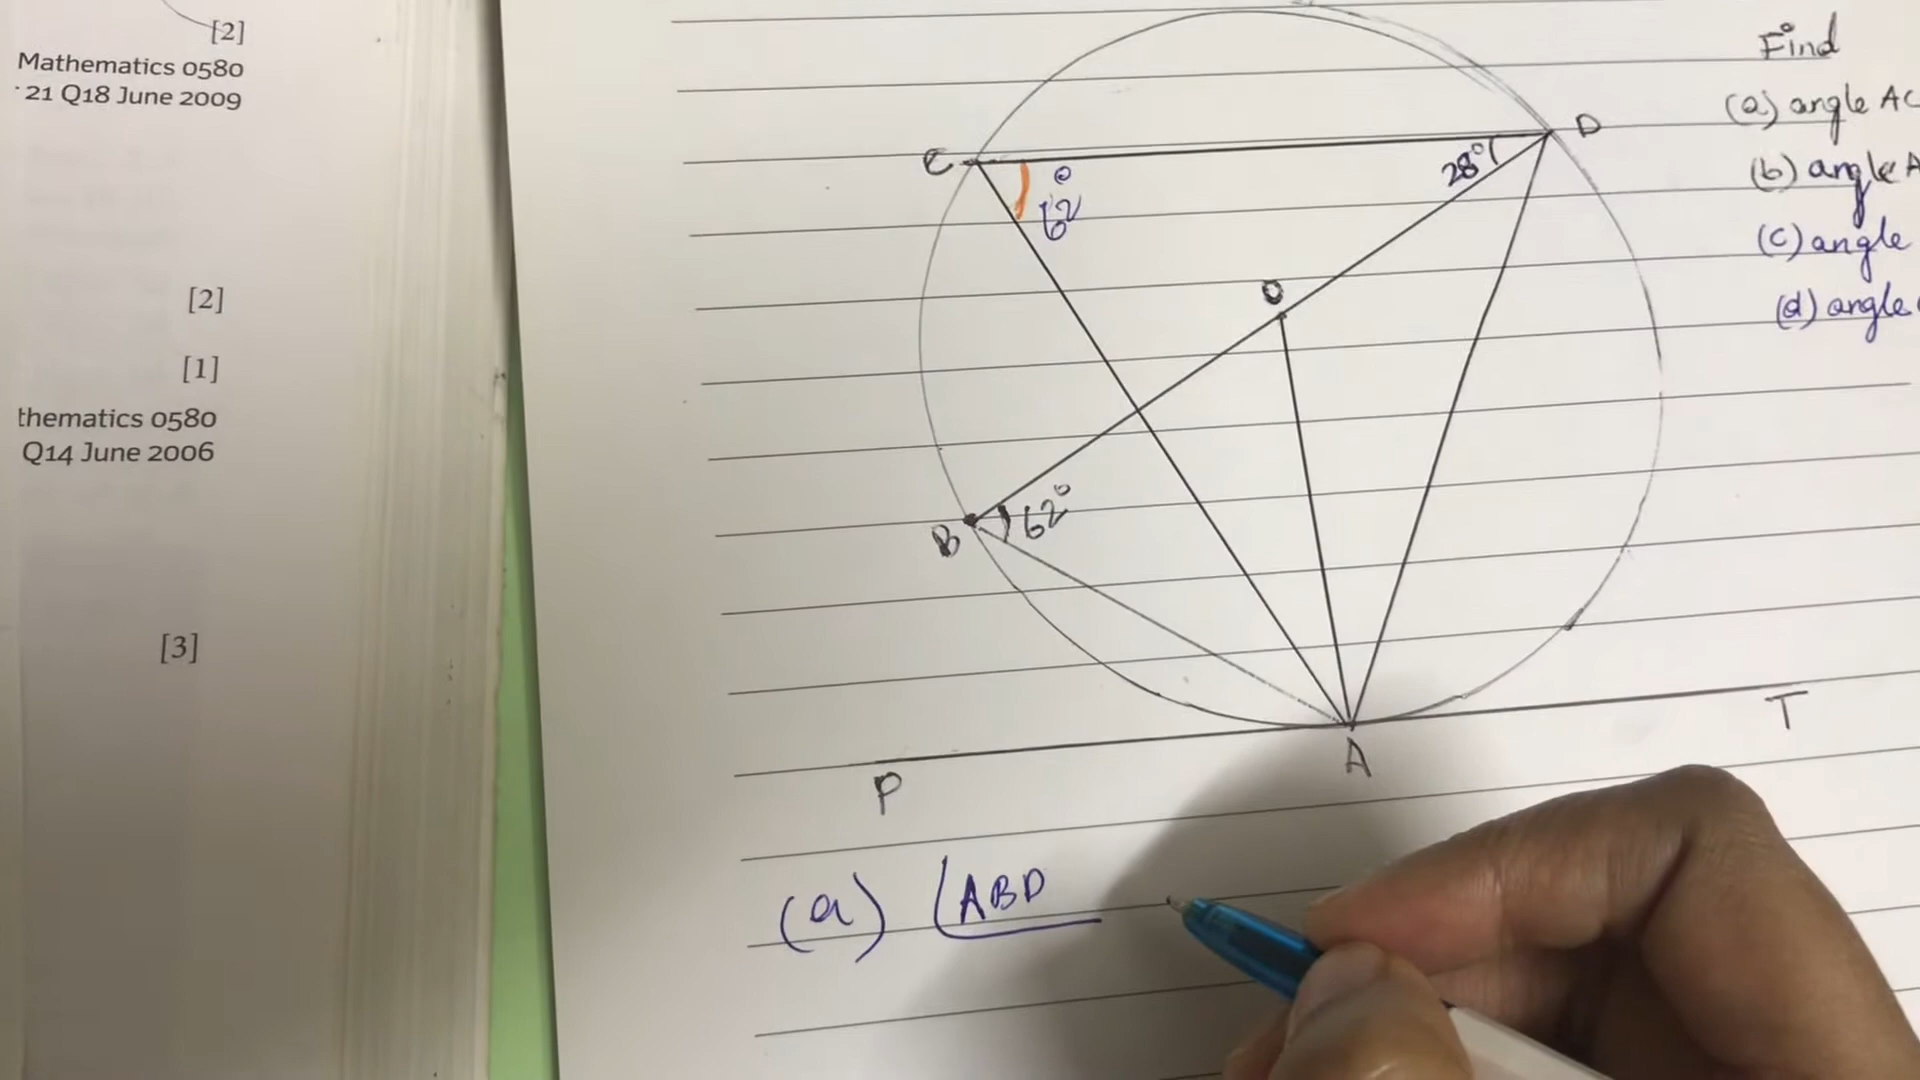 [2]
Mathematics 0580
21 Q18 June 2009
[2]
[1]
thematics 0580
Q14 June 2006
[3]
Find
(a) angle AC
(b) angle A
(c) angle
(d) angle
C
D
62°
28°
O
B
62°
A
P
T
(a) ∠ABD